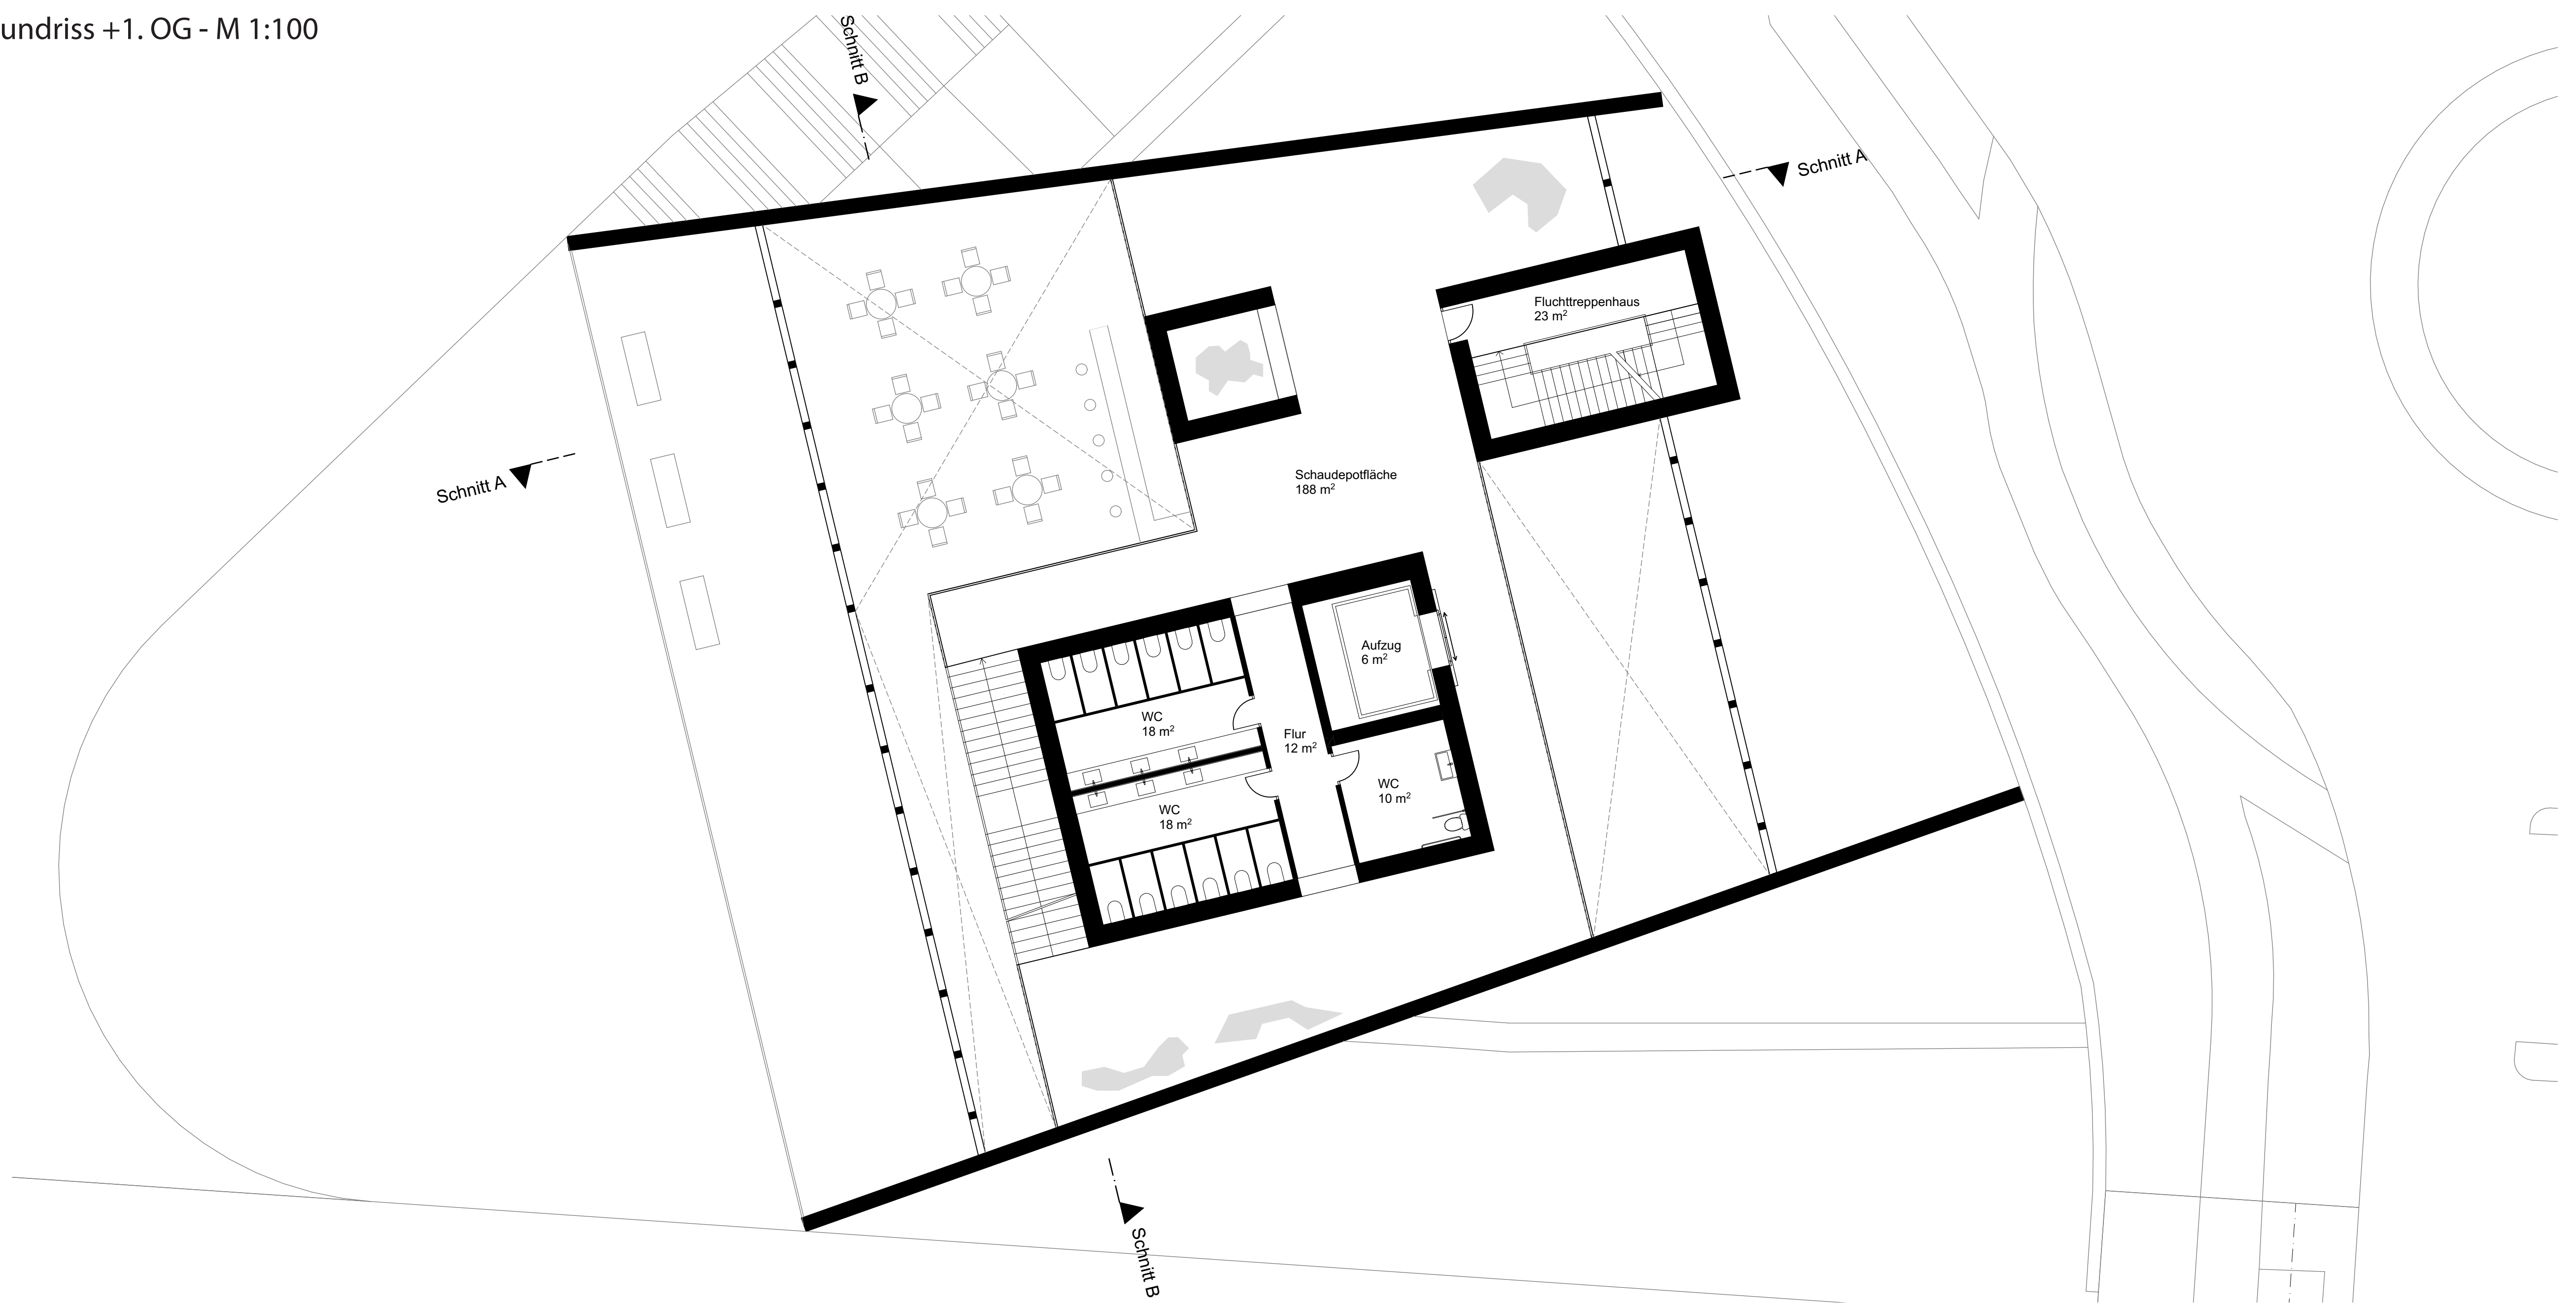 undriss +1. OG - M 1:100
Schnitt B
Schnitt A
Fluchttreppenhaus
23 m²
Schaudepotfläche
188 m²
Schnitt A
Aufzug
6 m²
WC
18 m²
Flur
12 m²
WC
10 m²
WC
18 m²
Schnitt B